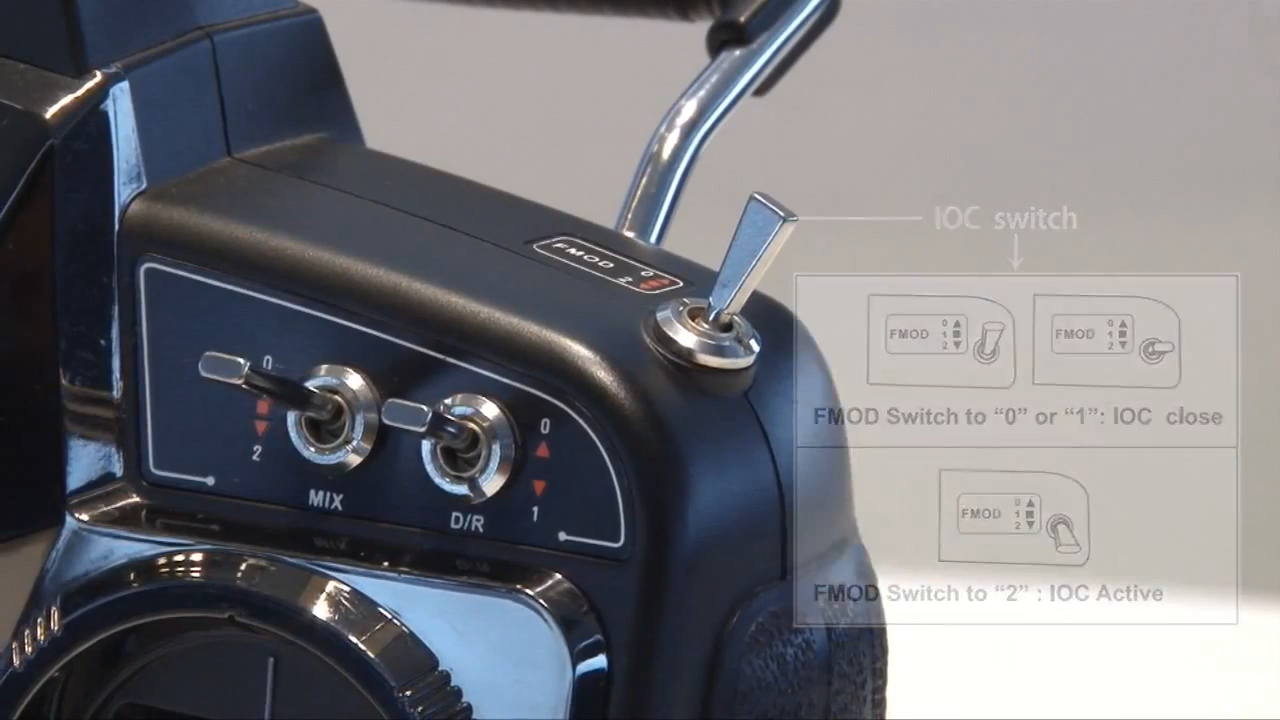 IOC switch
FMOD
0
2
FMOD
0
1
2
FMOD
0
1
2
FMOD Switch to “0” or “1”: IOC close
FMOD
0
1
2
FMOD Switch to “2” : IOC Active
0
2
MIX
0
1
D/R